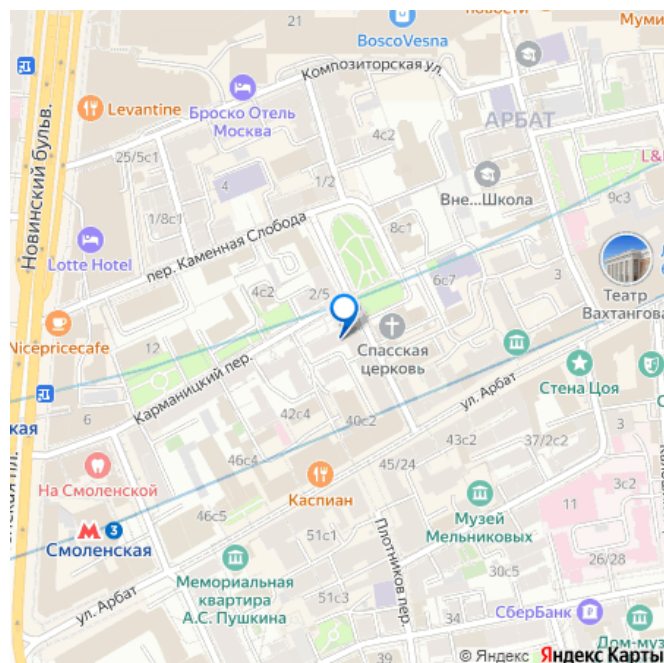 21
новости
Муми
BoscoVesna
Композиторская ул.
Levantine
Броско Отель
Москва
АРБАТ
4с2
25/5с1
L&
Вне...Школа
4
1/2
Новинский бульв.
1/8с1
9с3
8с1
пер. Каменная Слобода
Lotte Hotel
6с7
3
4с2
2/5
Театр
Вахтангова
Nicepricecafe
12
Спасская
церковь
Карманицкий пер.
Стена Цоя
ул. Арбат
6
42с4
40с2
3
кая
43с2
37/2с2
46с4
45/24
На Смоленской
Каспиан
3с2
46с5
11
Музей
Мельниковых
3
Смоленская
51с1
Плотников пер.
26/28
Мемориальная
квартира
А.С. Пушкина
30с5
ул. Арбат
51с3
34
СберБанк
39
Дом-муз
© Яндекс Яндекс Карты